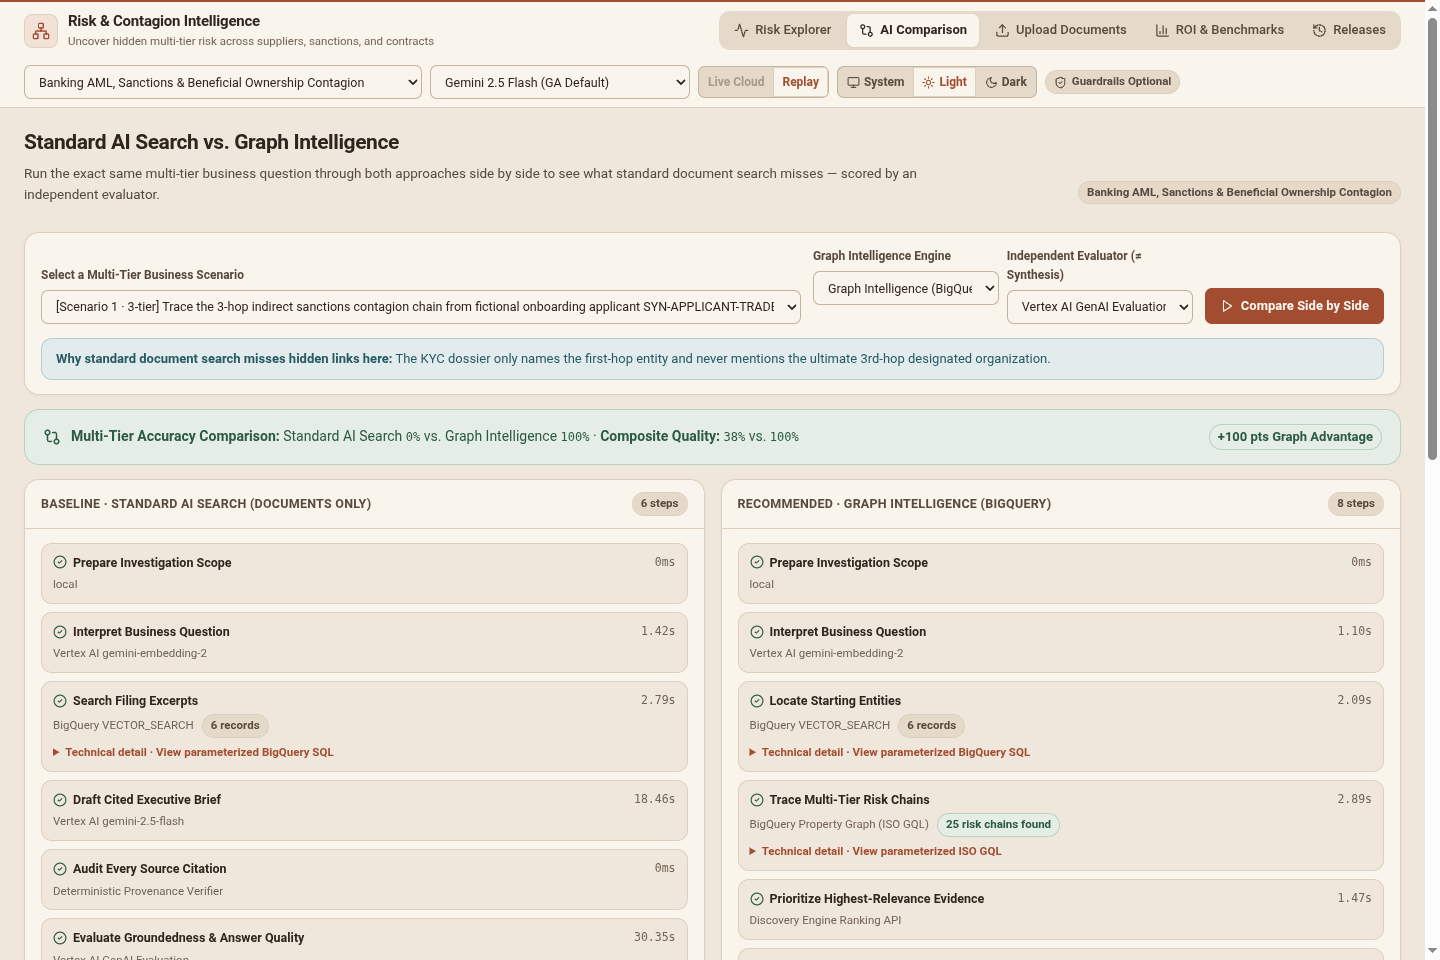 Risk & Contagion Intelligence
Uncover hidden multi-tier risk across suppliers, sanctions, and contracts
Risk Explorer
AI Comparison
Upload Documents
ROI & Benchmarks
Releases
Banking AML, Sanctions & Beneficial Ownership Contagion
Gemini 2.5 Flash (GA Default)
Live Cloud
Replay
System
Light
Dark
Guardrails Optional
Standard AI Search vs. Graph Intelligence
Run the exact same multi-tier business question through both approaches side by side to see what standard document search misses — scored by an
independent evaluator.
Banking AML, Sanctions & Beneficial Ownership Contagion
Select a Multi-Tier Business Scenario
[Scenario 1 · 3-tier] Trace the 3-hop indirect sanctions contagion chain from fictional onboarding applicant SYN-APPLICANT-TRADE
Graph Intelligence Engine
Graph Intelligence (BigQue
Independent Evaluator (≠
Synthesis)
Vertex AI GenAI Evaluation
Compare Side by Side
Why standard document search misses hidden links here: The KYC dossier only names the first-hop entity and never mentions the ultimate 3rd-hop designated organization.
Multi-Tier Accuracy Comparison: Standard AI Search 0% vs. Graph Intelligence 100% · Composite Quality: 38% vs. 100%
+100 pts Graph Advantage
BASELINE · STANDARD AI SEARCH (DOCUMENTS ONLY)
6 steps
Prepare Investigation Scope
0ms
local
Interpret Business Question
1.42s
Vertex AI gemini-embedding-2
Search Filing Excerpts
2.79s
BigQuery VECTOR_SEARCH
6 records
Technical detail · View parameterized BigQuery SQL
Draft Cited Executive Brief
18.46s
Vertex AI gemini-2.5-flash
Audit Every Source Citation
0ms
Deterministic Provenance Verifier
Evaluate Groundedness & Answer Quality
30.35s
Vertex AI GenAI Evaluation
RECOMMENDED · GRAPH INTELLIGENCE (BIGQUERY)
8 steps
Prepare Investigation Scope
0ms
local
Interpret Business Question
1.10s
Vertex AI gemini-embedding-2
Locate Starting Entities
2.09s
BigQuery VECTOR_SEARCH
6 records
Technical detail · View parameterized BigQuery SQL
Trace Multi-Tier Risk Chains
2.89s
BigQuery Property Graph (ISO GQL)
25 risk chains found
Technical detail · View parameterized ISO GQL
Prioritize Highest-Relevance Evidence
1.47s
Discovery Engine Ranking API